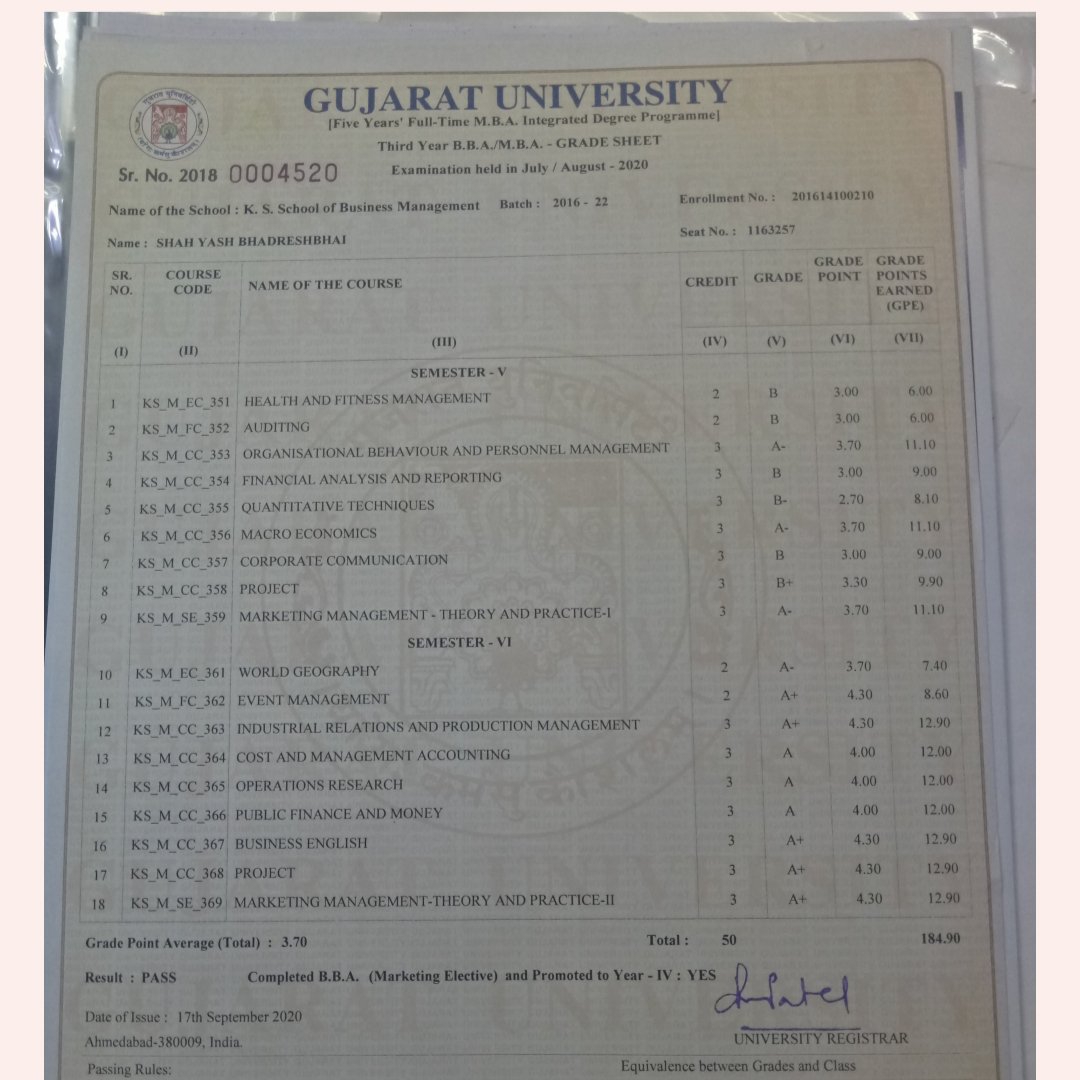 GUJARAT UNIVERSITY
[Five Years' Full-Time M.B.A. Integrated Degree Programme]
Third Year B.B.A./M.B.A. - GRADE SHEET
Examination held in July / August - 2020
Sr. No. 2018 0004520
Name of the School : K. S. School of Business Management Batch : 2016 - 22 Enrollment No. : 201614100210
Name : SHAH YASH BHADRESHBHAI Seat No. : 1163257
SR. NO. COURSE CODE NAME OF THE COURSE CREDIT GRADE GRADE POINT GRADE POINTS EARNED (GPE)
(I) (II) (III) (IV) (V) (VI) (VII)
SEMESTER - V
1 KS_M_EC_351 HEALTH AND FITNESS MANAGEMENT 2 B 3.00 6.00
2 KS_M_FC_352 AUDITING 2 B 3.00 6.00
3 KS_M_CC_353 ORGANISATIONAL BEHAVIOUR AND PERSONNEL MANAGEMENT 3 A- 3.70 11.10
4 KS_M_CC_354 FINANCIAL ANALYSIS AND REPORTING 3 B 3.00 9.00
5 KS_M_CC_355 QUANTITATIVE TECHNIQUES 3 B- 2.70 8.10
6 KS_M_CC_356 MACRO ECONOMICS 3 A- 3.70 11.10
7 KS_M_CC_357 CORPORATE COMMUNICATION 3 B 3.00 9.00
8 KS_M_CC_358 PROJECT 3 B+ 3.30 9.90
9 KS_M_SE_359 MARKETING MANAGEMENT - THEORY AND PRACTICE-I 3 A- 3.70 11.10
SEMESTER - VI
10 KS_M_EC_361 WORLD GEOGRAPHY 2 A- 3.70 7.40
11 KS_M_FC_362 EVENT MANAGEMENT 2 A+ 4.30 8.60
12 KS_M_CC_363 INDUSTRIAL RELATIONS AND PRODUCTION MANAGEMENT 3 A+ 4.30 12.90
13 KS_M_CC_364 COST AND MANAGEMENT ACCOUNTING 3 A 4.00 12.00
14 KS_M_CC_365 OPERATIONS RESEARCH 3 A 4.00 12.00
15 KS_M_CC_366 PUBLIC FINANCE AND MONEY 3 A 4.00 12.00
16 KS_M_CC_367 BUSINESS ENGLISH 3 A+ 4.30 12.90
17 KS_M_CC_368 PROJECT 3 A+ 4.30 12.90
18 KS_M_SE_369 MARKETING MANAGEMENT-THEORY AND PRACTICE-II 3 A+ 4.30 12.90
Grade Point Average (Total) : 3.70 Total : 50 184.90
Result : PASS Completed B.B.A. (Marketing Elective) and Promoted to Year - IV : YES
Date of Issue : 17th September 2020
Ahmedabad-380009, India. UNIVERSITY REGISTRAR
Passing Rules: Equivalence between Grades and Class